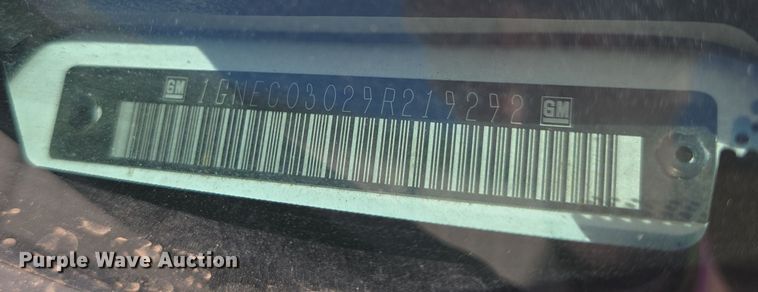 GM 1GNEC03029R219292 GM
Purple Wave Auction